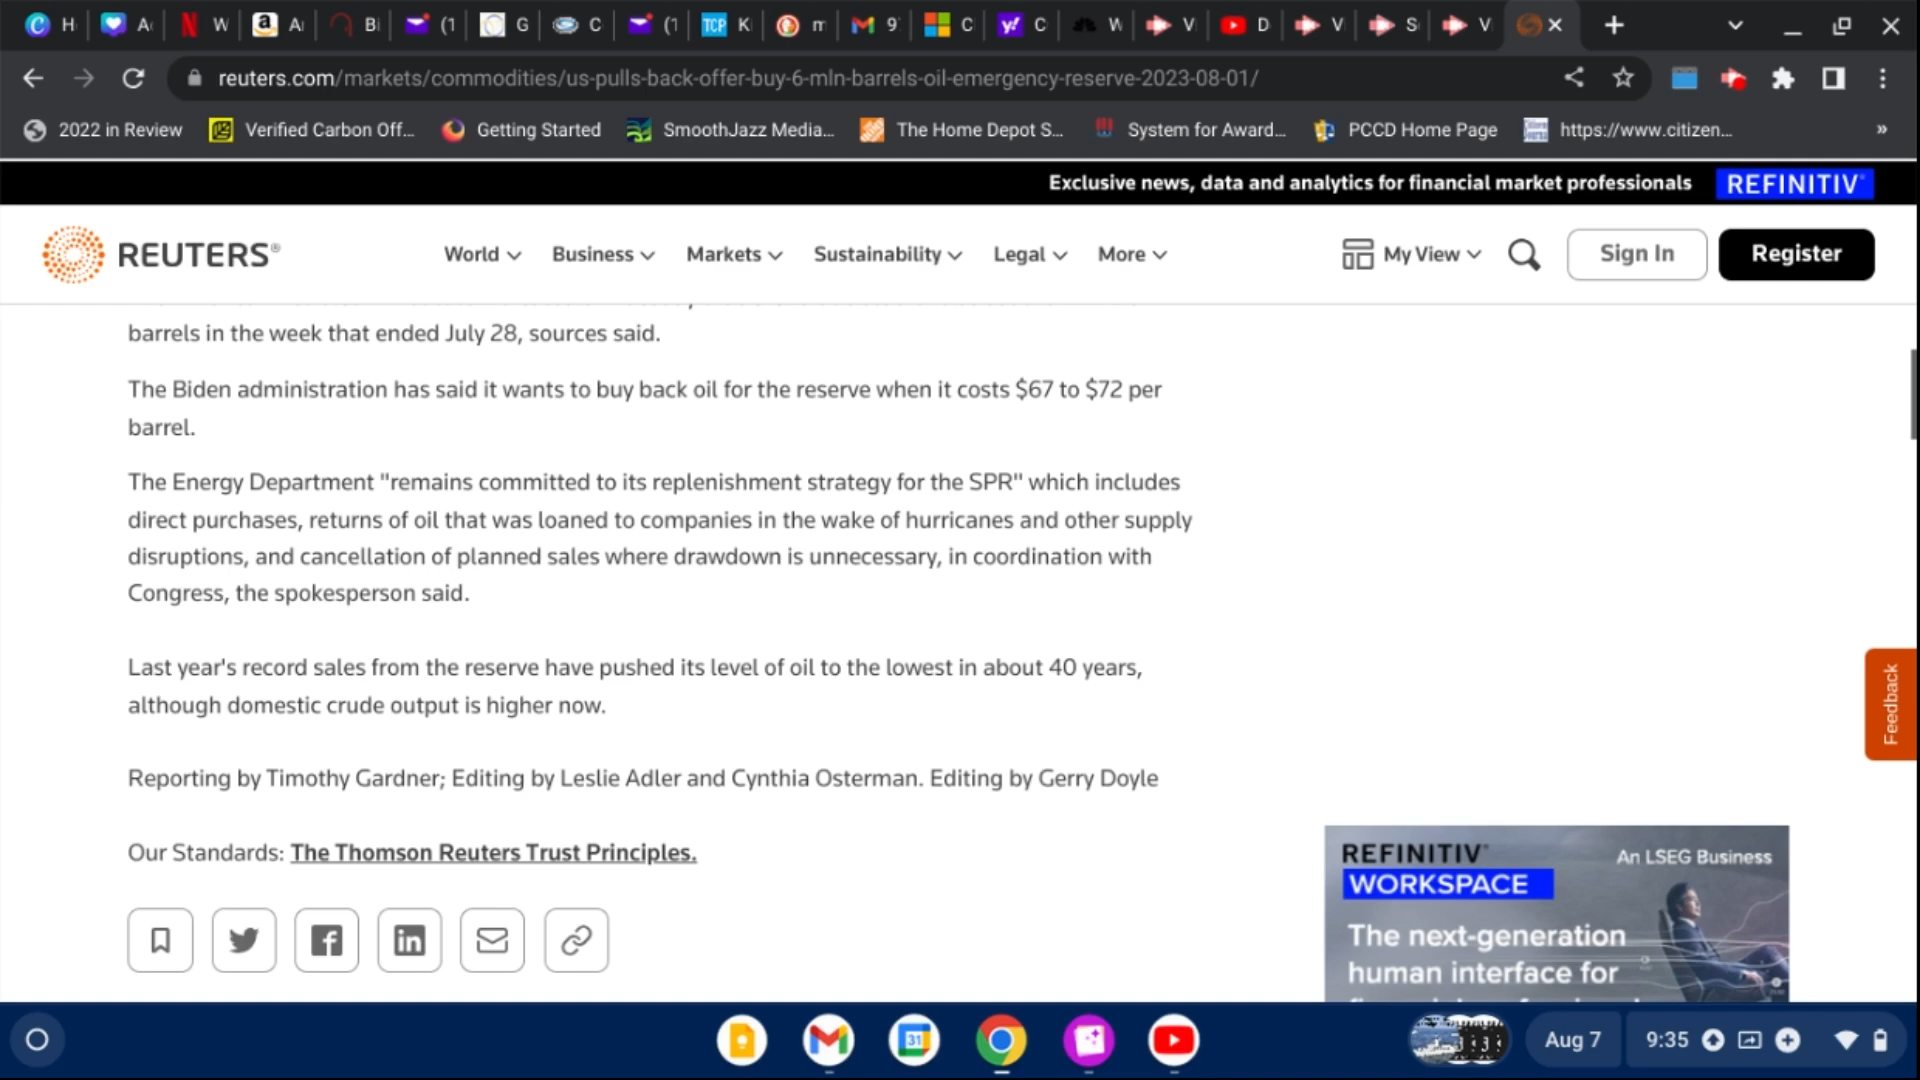 H
A
W
A
Bi
(1
G
C
(1
TCP K
m
9
C
y! C
W
V
D
V
S
V
reuters.com/markets/commodities/us-pulls-back-offer-buy-6-mln-barrels-oil-emergency-reserve-2023-08-01/
2022 in Review
Verified Carbon Off...
Getting Started
SmoothJazz Media...
The Home Depot S...
System for Award...
PCCD Home Page
https://www.citizen...
»
Exclusive news, data and analytics for financial market professionals REFINITIV
REUTERS®
World
Business
Markets
Sustainability
Legal
More
My View
Sign In
Register
barrels in the week that ended July 28, sources said.
The Biden administration has said it wants to buy back oil for the reserve when it costs $67 to $72 per
barrel.
The Energy Department "remains committed to its replenishment strategy for the SPR" which includes
direct purchases, returns of oil that was loaned to companies in the wake of hurricanes and other supply
disruptions, and cancellation of planned sales where drawdown is unnecessary, in coordination with
Congress, the spokesperson said.
Last year's record sales from the reserve have pushed its level of oil to the lowest in about 40 years,
although domestic crude output is higher now.
Reporting by Timothy Gardner; Editing by Leslie Adler and Cynthia Osterman. Editing by Gerry Doyle
Our Standards: The Thomson Reuters Trust Principles.
Feedback
REFINITIV
An LSEG Business
WORKSPACE
The next-generation
human interface for
31
Aug 7
9:35